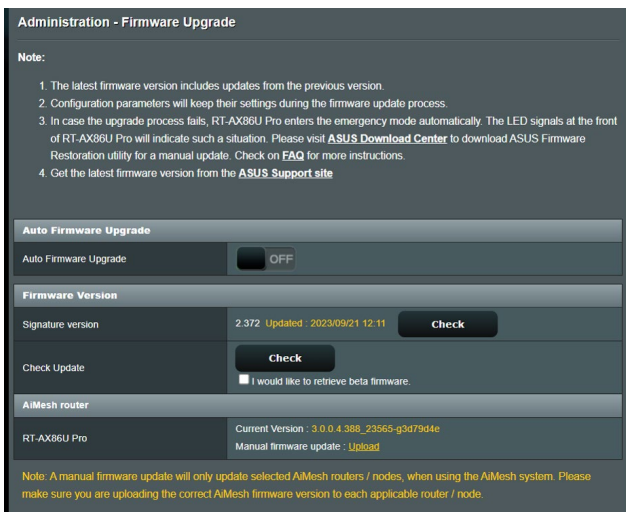 Administration - Firmware Upgrade
Note:
1. The latest firmware version includes updates from the previous version.
2. Configuration parameters will keep their settings during the firmware update process.
3. In case the upgrade process fails, RT-AX86U Pro enters the emergency mode automatically. The LED signals at the front
of RT-AX86U Pro will indicate such a situation. Please visit ASUS Download Center to download ASUS Firmware
Restoration utility for a manual update. Check on FAQ for more instructions.
4. Get the latest firmware version from the ASUS Support site
Auto Firmware Upgrade
Auto Firmware Upgrade OFF
Firmware Version
Signature version 2.372 Updated : 2023/09/21 12:11 Check
Check Update Check
I would like to retrieve beta firmware.
AiMesh router
RT-AX86U Pro Current Version : 3.0.0.4.388_23565-g3d79d4e
Manual firmware update : Upload
Note: A manual firmware update will only update selected AiMesh routers / nodes, when using the AiMesh system. Please
make sure you are uploading the correct AiMesh firmware version to each applicable router / node.